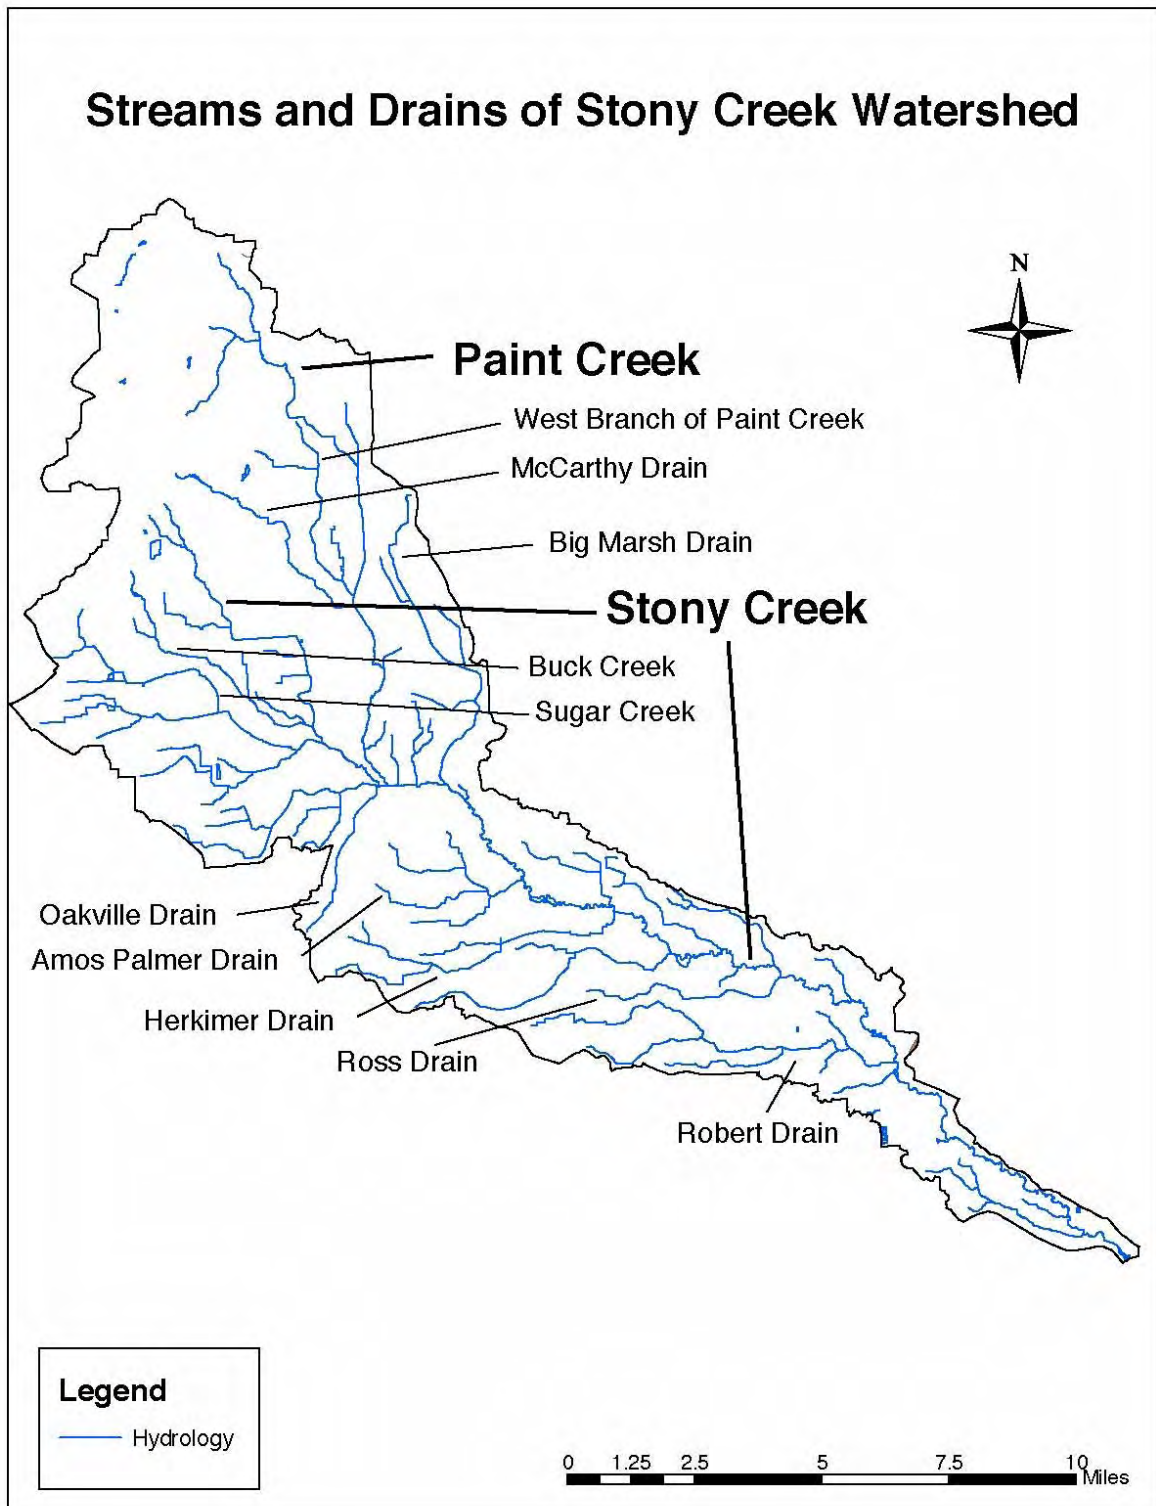 Streams and Drains of Stony Creek Watershed
N
Paint Creek
West Branch of Paint Creek
McCarthy Drain
Big Marsh Drain
Stony Creek
Buck Creek
Sugar Creek
Oakville Drain
Amos Palmer Drain
Herkimer Drain
Ross Drain
Robert Drain
Legend
Hydrology
0 1.25 2.5 5 7.5 10
Miles